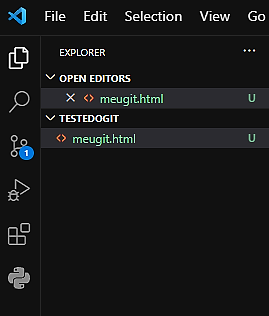 File Edit Selection View Go
EXPLORER ...
OPEN EDITORS
meugit.html U
TESTEDOGIT
meugit.html U
1